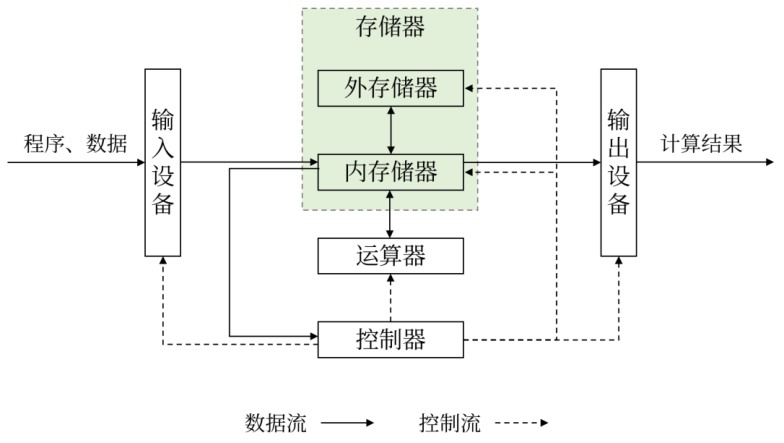 存储器
外存储器
程序、数据
输入设备
内存储器
输出设备
计算结果
运算器
控制器
数据流
控制流